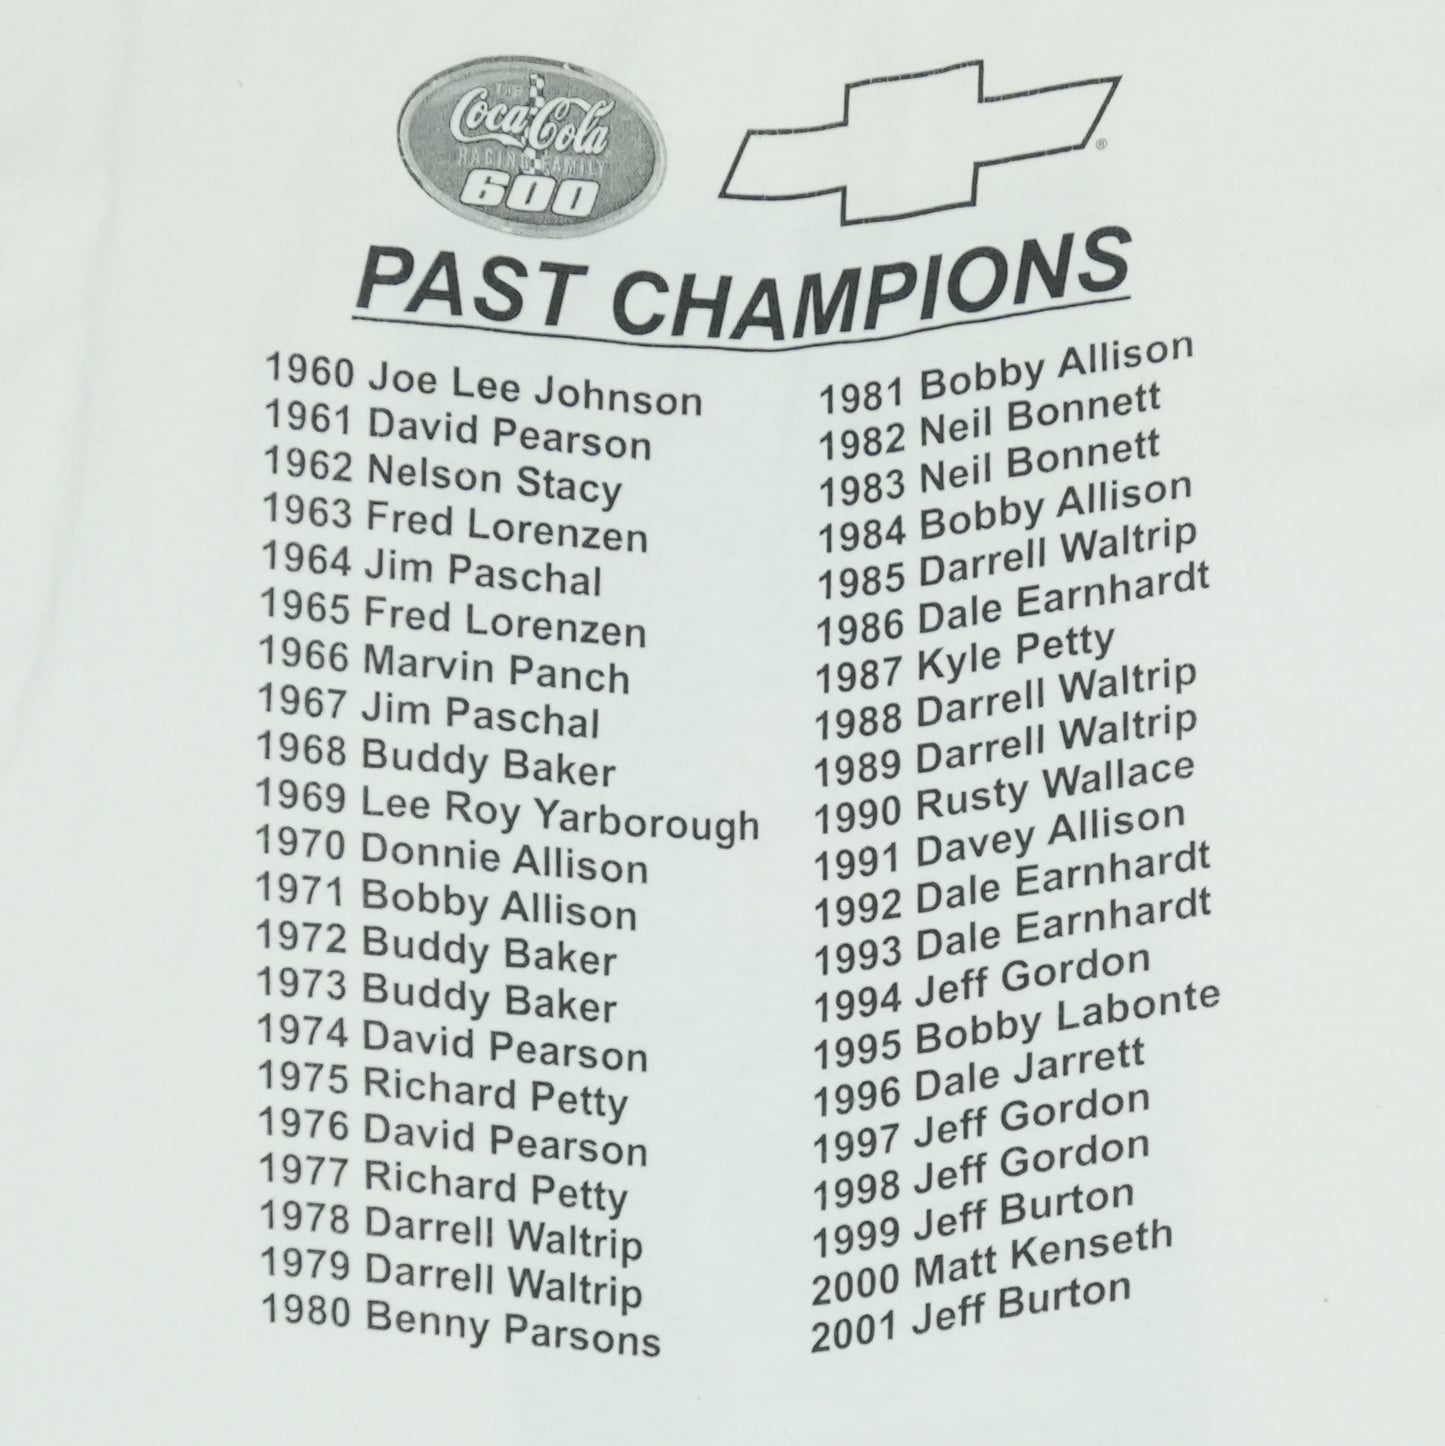 THE
Coca-Cola
RACING FAMILY
600
®
PAST CHAMPIONS
1960 Joe Lee Johnson
1961 David Pearson
1962 Nelson Stacy
1963 Fred Lorenzen
1964 Jim Paschal
1965 Fred Lorenzen
1966 Marvin Panch
1967 Jim Paschal
1968 Buddy Baker
1969 Lee Roy Yarborough
1970 Donnie Allison
1971 Bobby Allison
1972 Buddy Baker
1973 Buddy Baker
1974 David Pearson
1975 Richard Petty
1976 David Pearson
1977 Richard Petty
1978 Darrell Waltrip
1979 Darrell Waltrip
1980 Benny Parsons
1981 Bobby Allison
1982 Neil Bonnett
1983 Neil Bonnett
1984 Bobby Allison
1985 Darrell Waltrip
1986 Dale Earnhardt
1987 Kyle Petty
1988 Darrell Waltrip
1989 Darrell Waltrip
1990 Rusty Wallace
1991 Davey Allison
1992 Dale Earnhardt
1993 Dale Earnhardt
1994 Jeff Gordon
1995 Bobby Labonte
1996 Dale Jarrett
1997 Jeff Gordon
1998 Jeff Gordon
1999 Jeff Burton
2000 Matt Kenseth
2001 Jeff Burton